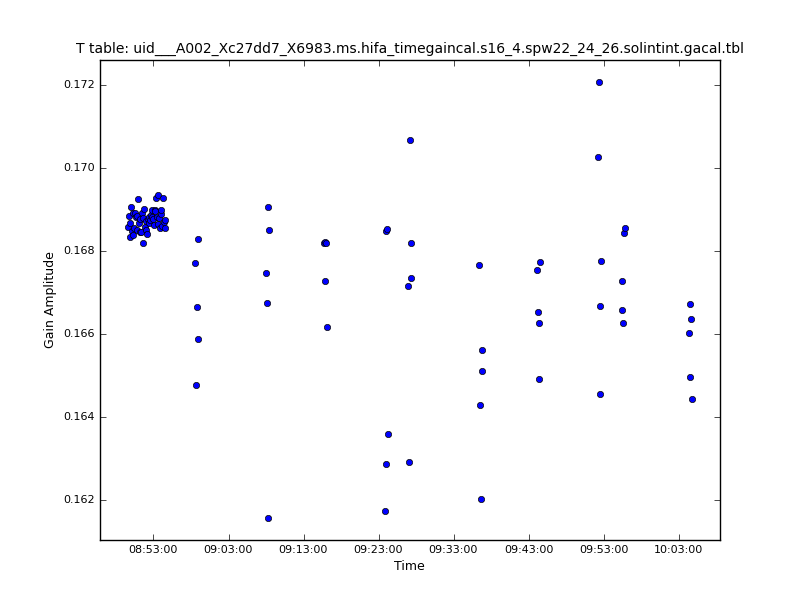 T table: uid___A002_Xc27dd7_X6983.ms.hifa_timegaincal.s16_4.spw22_24_26.solintint.gacal.tbl
0.172
0.170
0.168
0.166
0.164
0.162
Gain Amplitude
08:53:00 09:03:00 09:13:00 09:23:00 09:33:00 09:43:00 09:53:00 10:03:00
Time